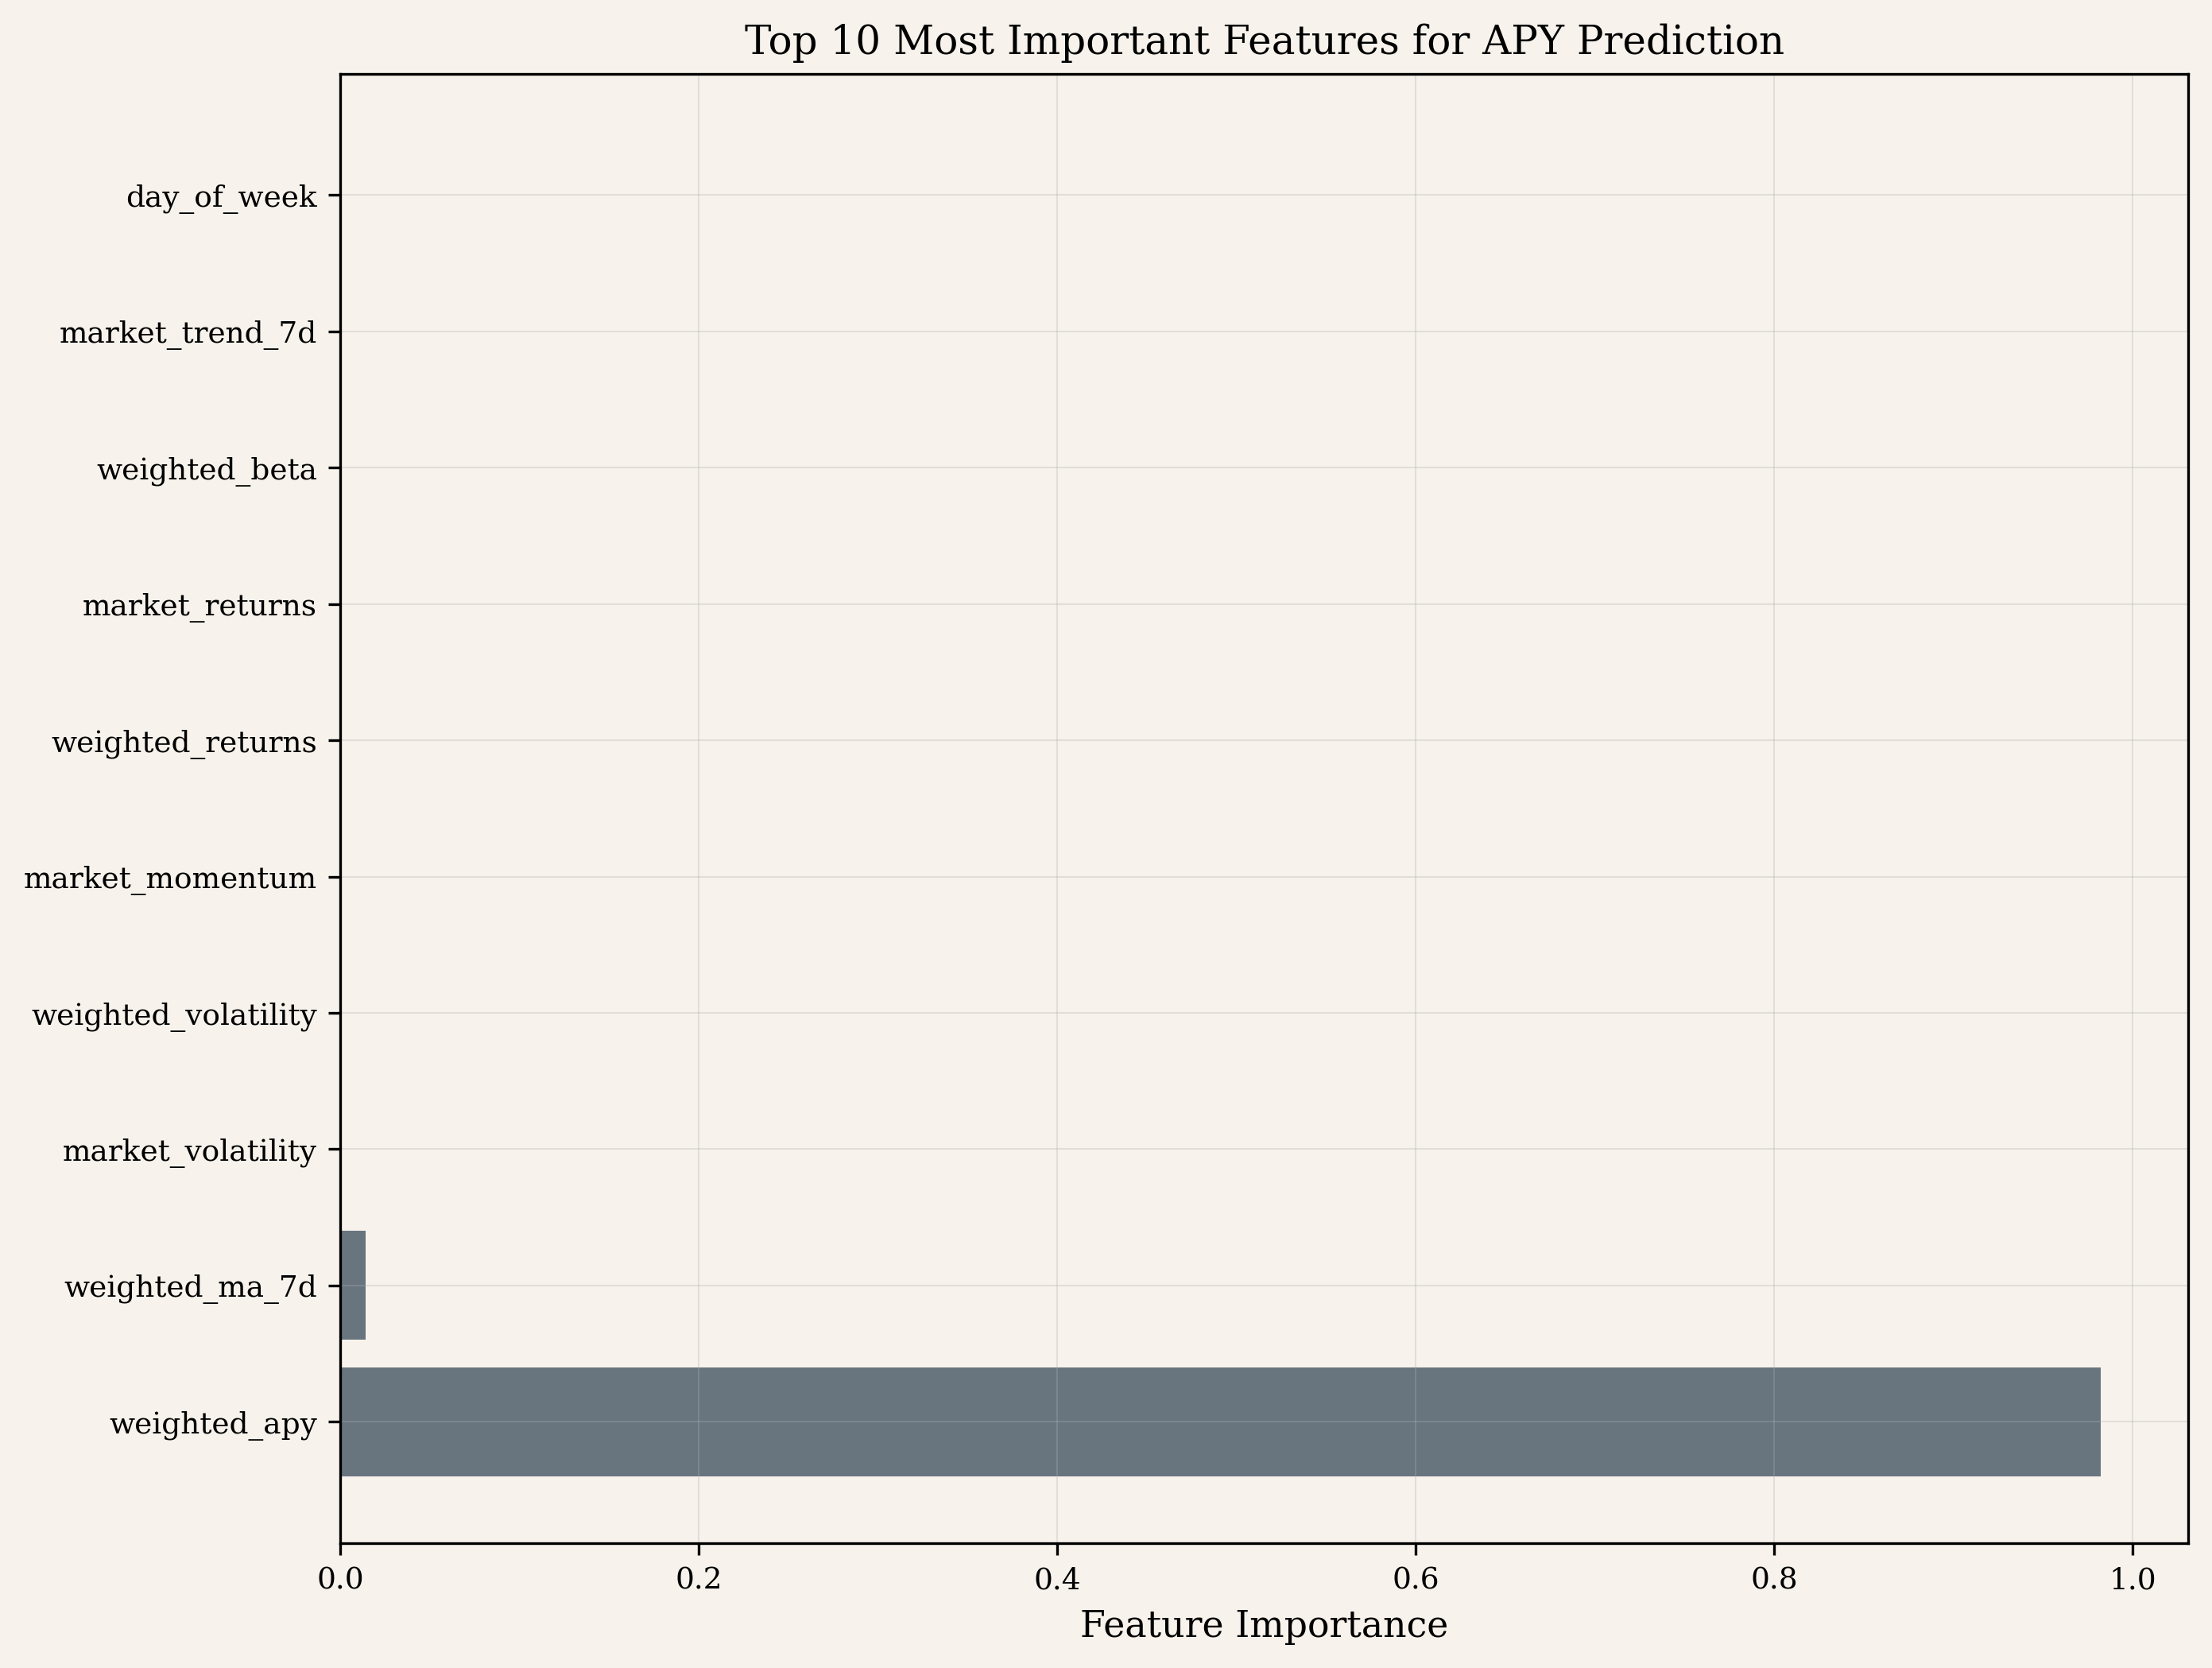 Top 10 Most Important Features for APY Prediction
day_of_week
market_trend_7d
weighted_beta
market_returns
weighted_returns
market_momentum
weighted_volatility
market_volatility
weighted_ma_7d
weighted_apy
0.0 0.2 0.4 0.6 0.8 1.0
Feature Importance